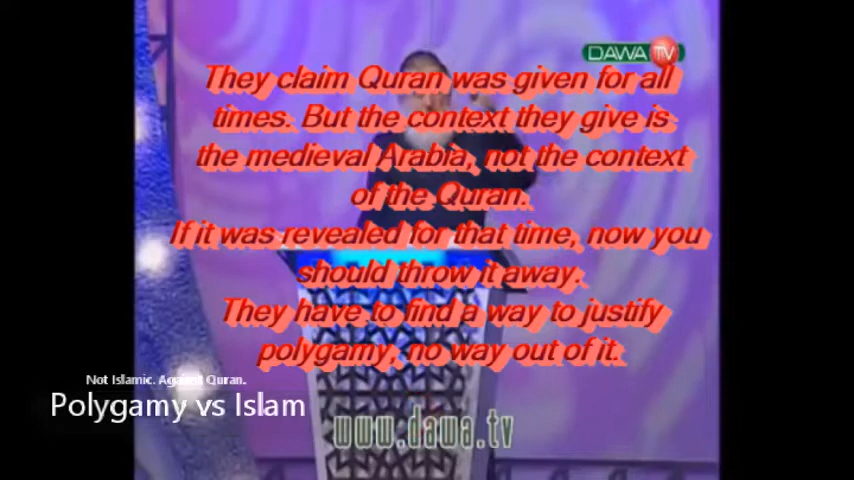 DAWA TV
They claim Quran was given for all
times. But the context they give is
the medieval Arabia, not the context
of the Quran.
If it was revealed for that time, now you
should throw it away.
They have to find a way to justify
polygamy, no way out of it.
Not Islamic. Against Quran.
Polygamy vs Islam
www.dawa.tv